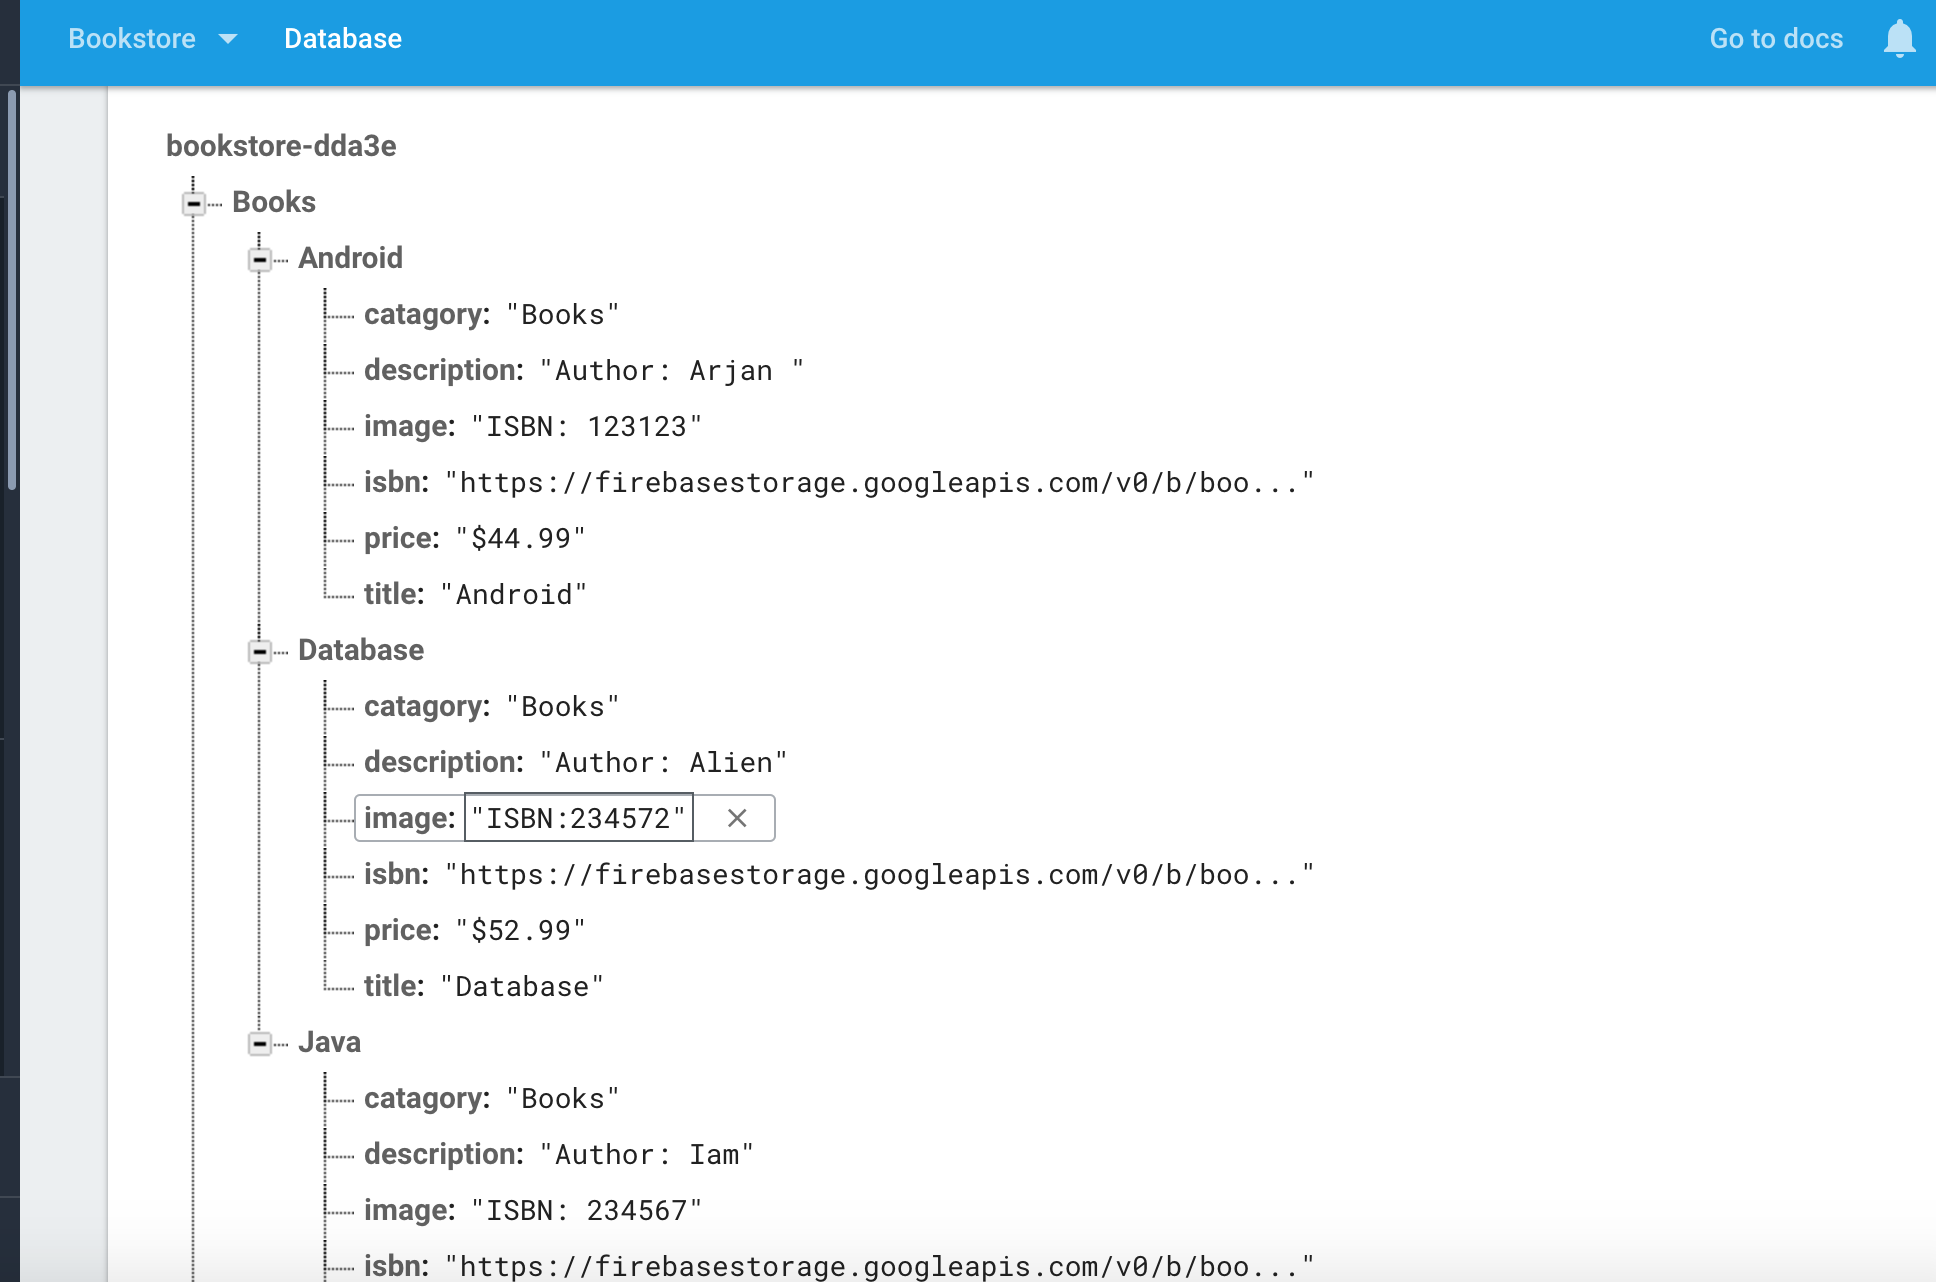 Bookstore Database Go to docs
bookstore-dda3e
Books
Android
catagory: "Books"
description: "Author: Arjan "
image: "ISBN: 123123"
isbn: "https://firebasestorage.googleapis.com/v0/b/boo..."
price: "$44.99"
title: "Android"
Database
catagory: "Books"
description: "Author: Alien"
image: "ISBN:234572"
isbn: "https://firebasestorage.googleapis.com/v0/b/boo..."
price: "$52.99"
title: "Database"
Java
catagory: "Books"
description: "Author: Iam"
image: "ISBN: 234567"
isbn: "https://firebasestorage.googleapis.com/v0/b/boo..."